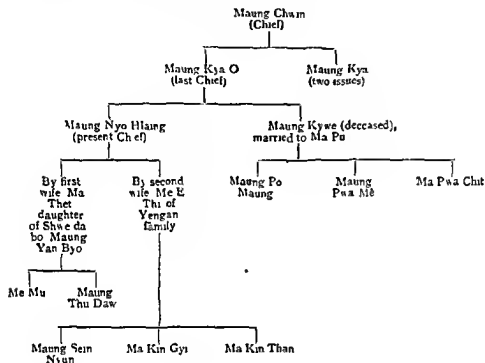 Maung Chain
(Chief)
Maung Kya O
(last Chief)
Maung Kya
(two issues)
Maung Nyo Hlaing
(present Chief)
Maung Kywe (deceased),
married to Ma Pu
By first
wife Ma
Thet
daughter
of Shwe da
bo Maung
Yan Byo
By second
wife Me E
Thi of
Yengan
family
Maung Po
Maung
Maung
Pwa Mê
Ma Pwa Chit
Me Mu
Maung
Thu Daw
Maung Sein
Nyun
Ma Kin Gyi
Ma Kin Than